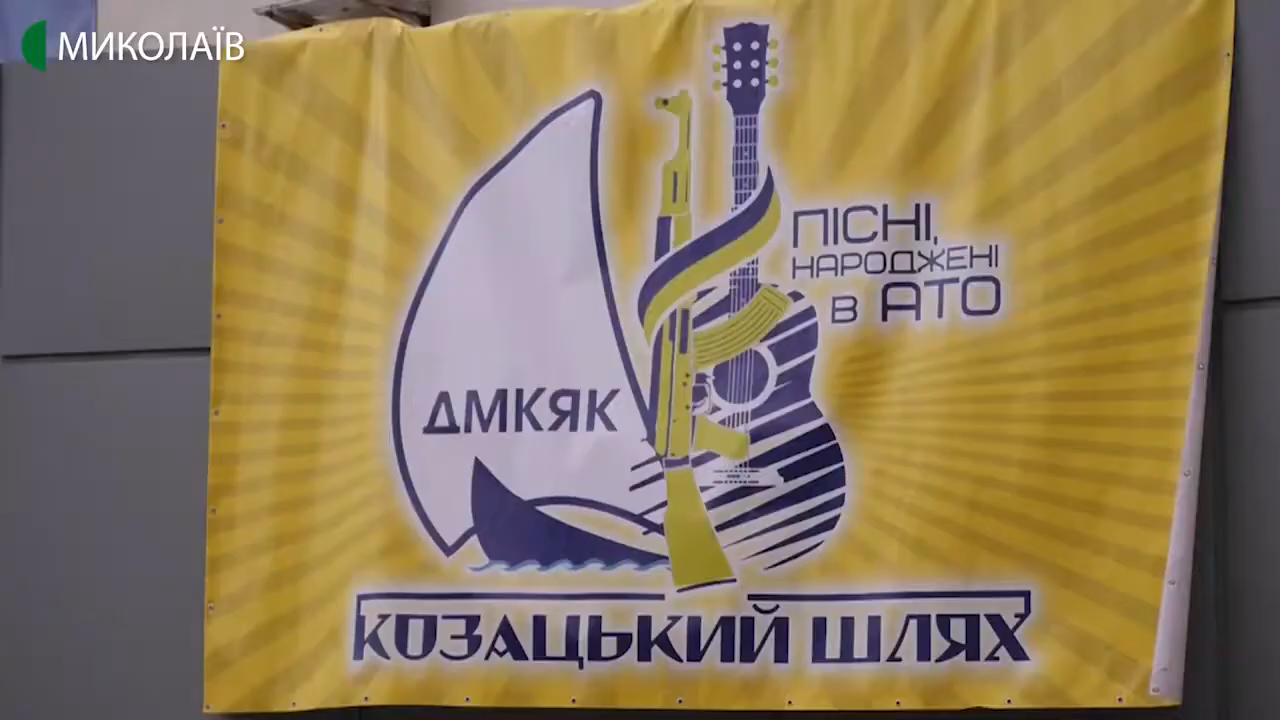 МИКОЛАЇВ
ПІСНІ,
НАРОДЖЕНІ
В АТО
ДМКЯК
КОЗАЦЬКИЙ ШЛЯХ